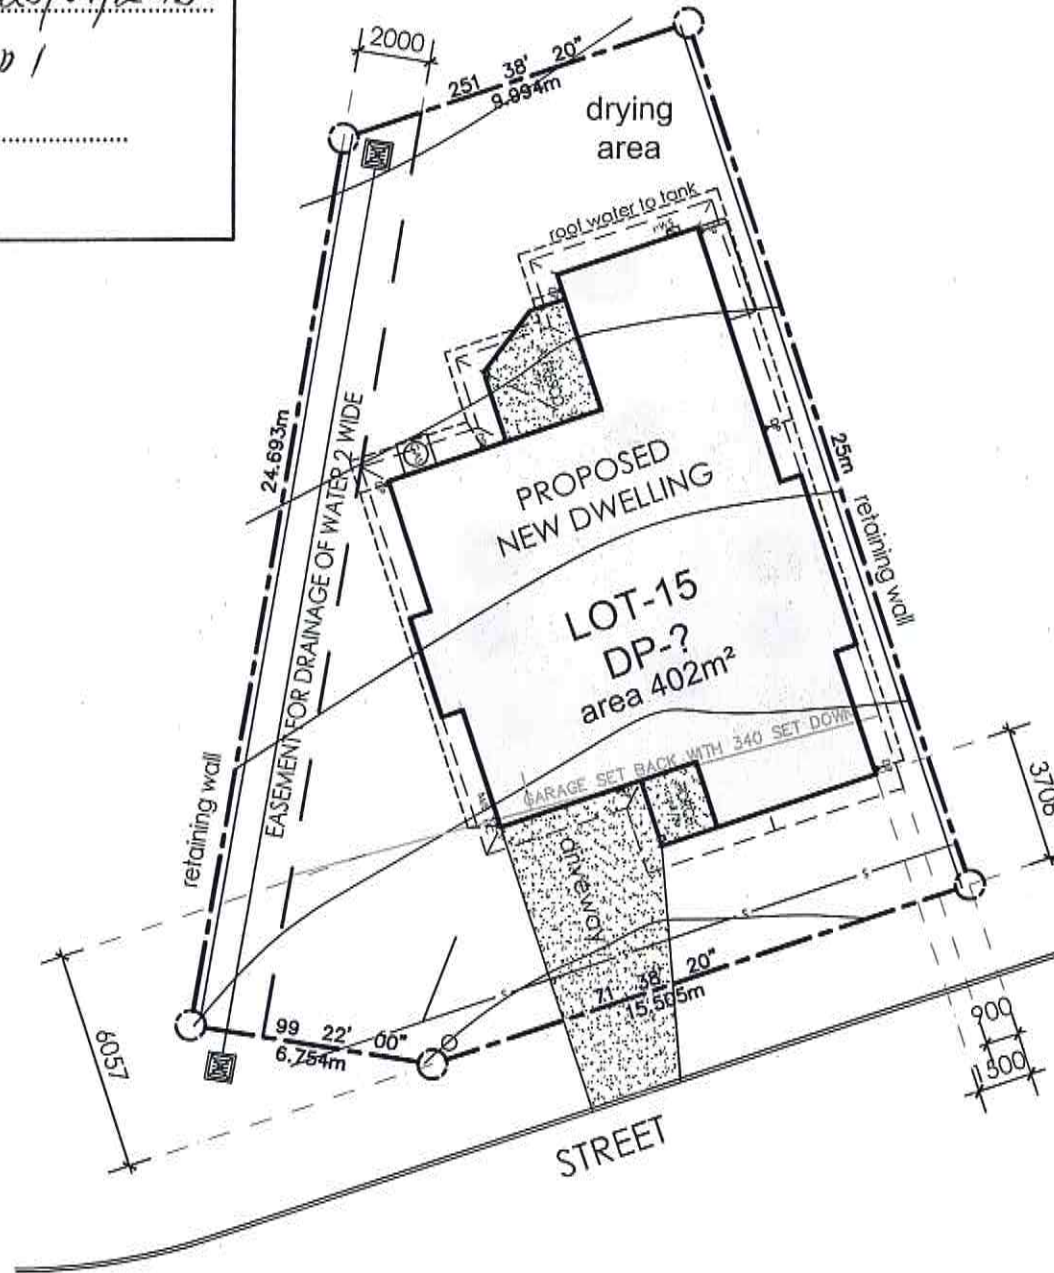 2000
251 38' 20"
9.994m
drying
area
roof water to tank
24.693m
EASEMENT FOR DRAINAGE OF WATER 2 WIDE
25m
retaining wall
PROPOSED
NEW DWELLING
LOT-15
DP-?
area 402m²
GARAGE SET BACK WITH 340 SET DOWN
retaining wall
driveway
3708
6057
99 22' 00"
6.754m
71 38' 20"
15.505m
900
1500
STREET